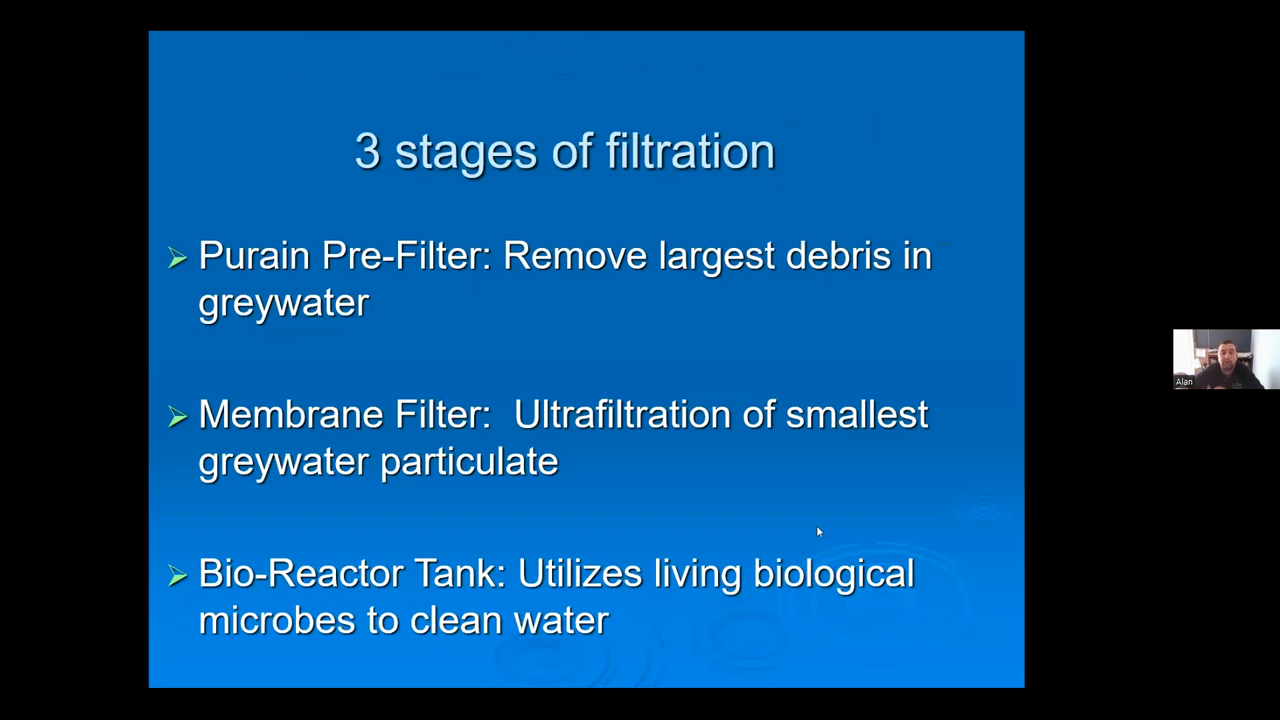 3 stages of filtration
Purain Pre-Filter: Remove largest debris in
greywater
Membrane Filter:  Ultrafiltration of smallest
greywater particulate
Bio-Reactor Tank: Utilizes living biological
microbes to clean water
Alan